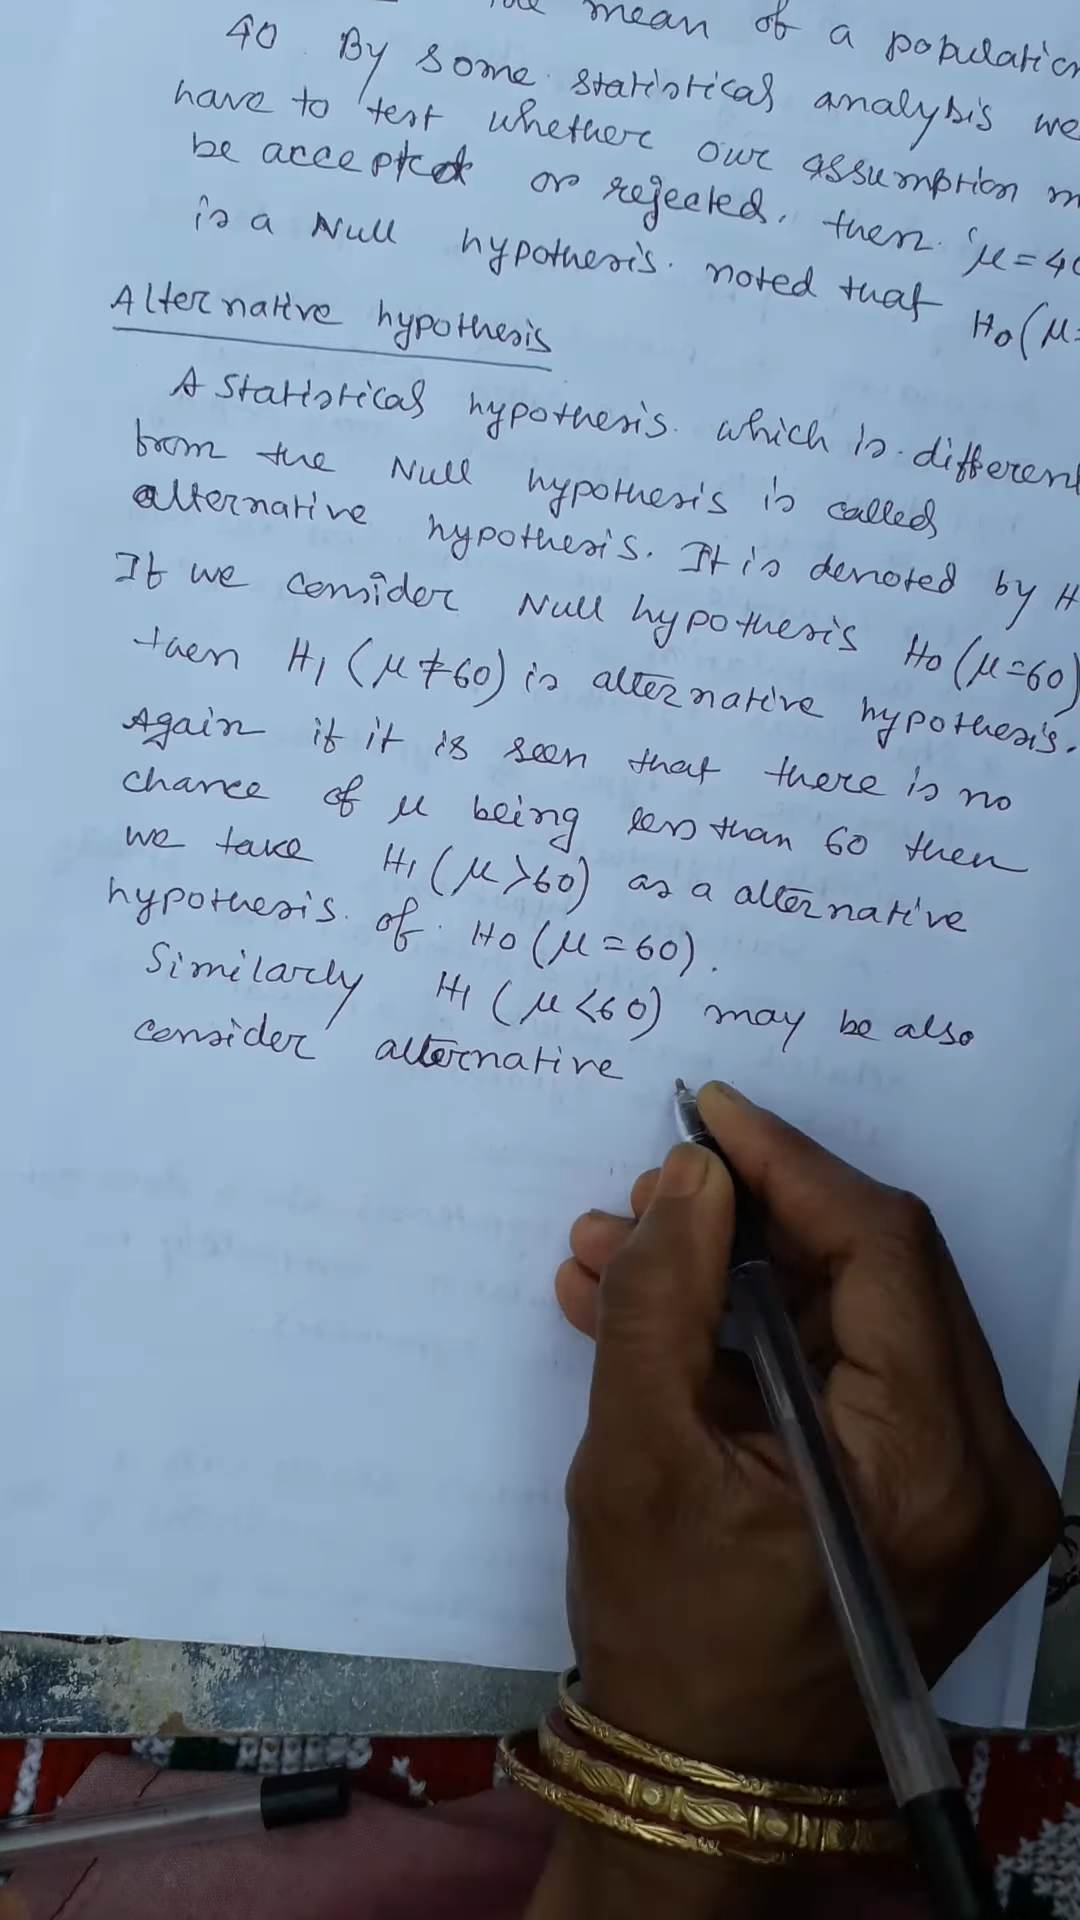 mean of a population
40 By some statistical analysis we
have to test whether our assumption
be accepted or rejected. then 'μ=40
is a Null hypothesis. noted that H0(μ=
Alternative hypothesis
A statistical hypothesis. which is different
from the Null hypothesis is called
alternative hypothesis. It is denoted by H
If we consider Null hypothesis H0(μ=60)
then H1(μ≠60) is alternative hypothesis.
Again if it is seen that there is no
chance of μ being less than 60 then
we take H1(μ>60) as a alternative
hypothesis. of H0(μ=60).
Similarly H1(μ<60) may be also
consider alternative